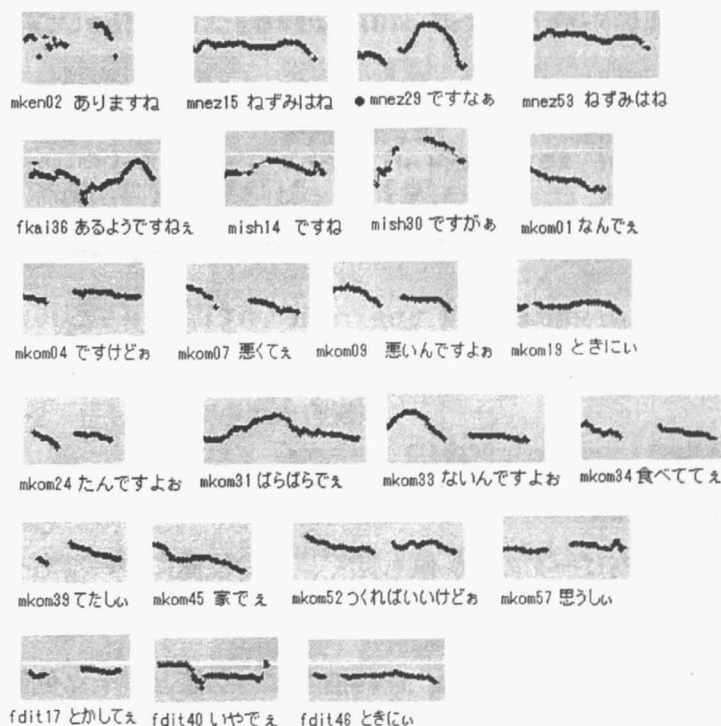 mken02 ありますね mnez15 ねずみはね ●mnez29 ですなぁ mnez53 ねずみはね
fkai36 あるようですねぇ mish14 ですね mish30 ですがぁ mkom01 なんでぇ
mkom04 ですけどぉ mkom07 悪くてぇ mkom09 悪いんですよぉ mkom19 ときにぃ
mkom24 たんですよぉ mkom31 ばらばらでぇ mkom33 ないんですよぉ mkom34 食べててぇ
mkom39 てたしぃ mkom45 家でぇ mkom52 つくればいいけどぉ mkom57 思うしぃ
fdit17 とかしてぇ fdit40 いやでぇ fdit46 ときにぃ